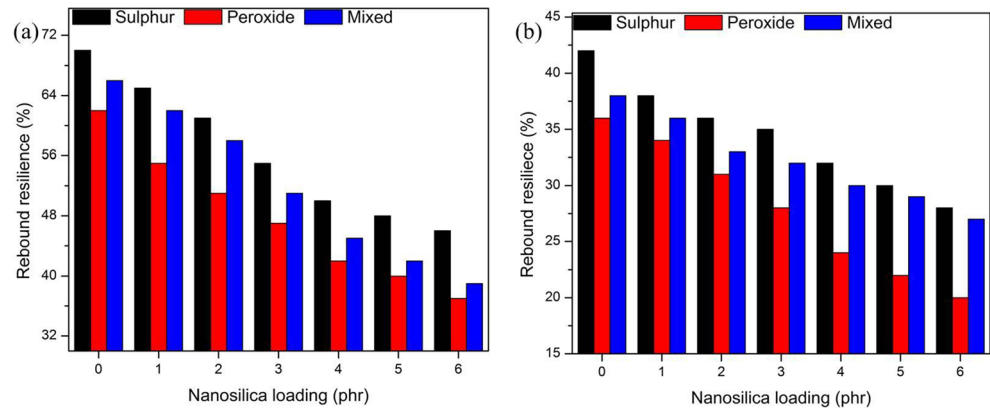 (a)
Sulphur Peroxide Mixed
72
64
56
48
40
32
Rebound resilience (%)
0 1 2 3 4 5 6
Nanosilica loading (phr)
(b)
Sulphur Peroxide Mixed
45
40
35
30
25
20
15
Rebound resiliece (%)
0 1 2 3 4 5 6
Nanosilica loading (phr)